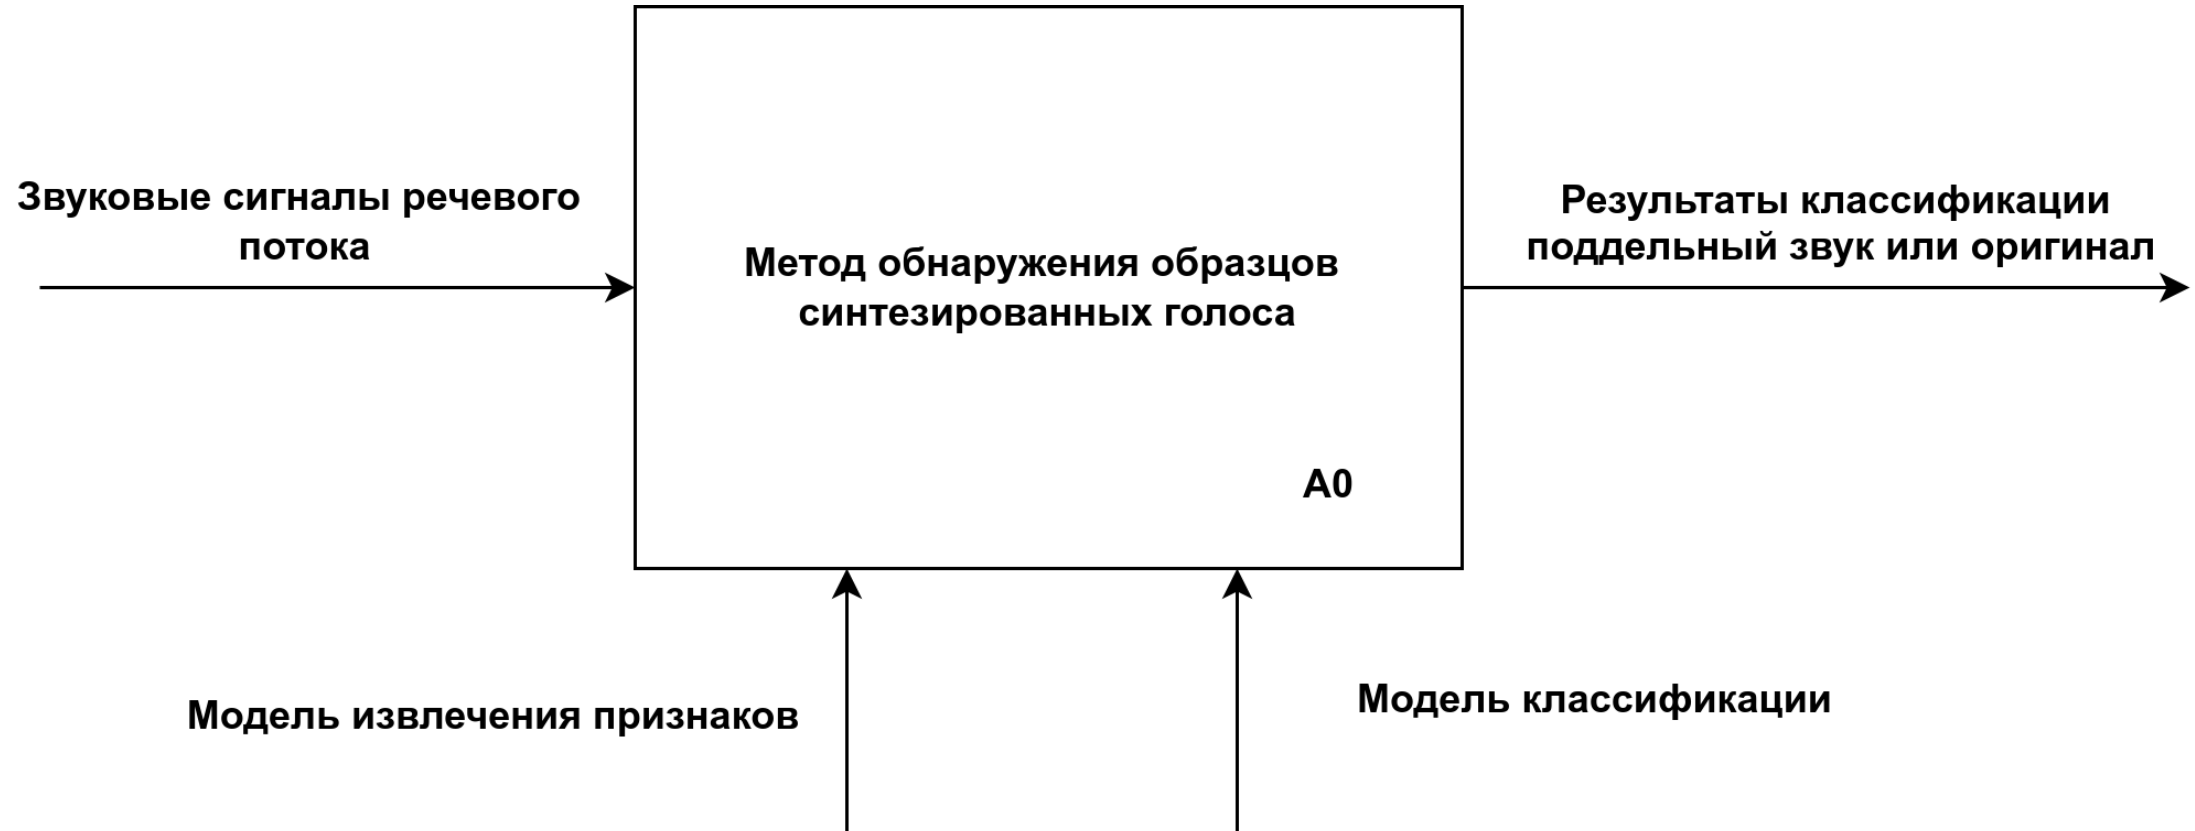 Звуковые сигналы речевого
потока
Метод обнаружения образцов
синтезированных голоса
A0
Результаты классификации
поддельный звук или оригинал
Модель извлечения признаков
Модель классификации